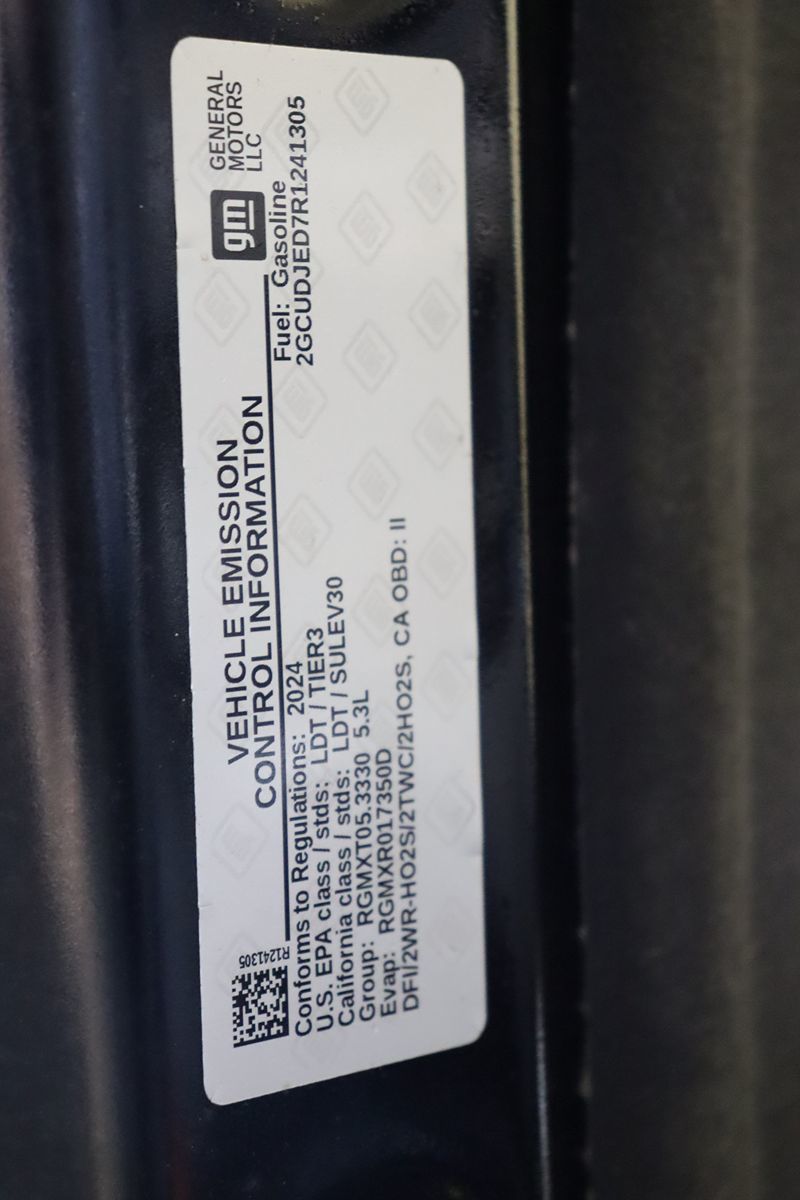 VEHICLE EMISSION
CONTROL INFORMATION
gm
GENERAL
MOTORS
LLC
R1241305
Conforms to Regulations: 2024
U.S. EPA class / stds: LDT / TIER3
California class / stds: LDT / SULEV30
Group: RGMXT05.3330 5.3L
Evap: RGMXR017350D
DFI/2WR-HO2S/2TWC/2HO2S, CA OBD: II
Fuel: Gasoline
2GCUDJED7R1241305